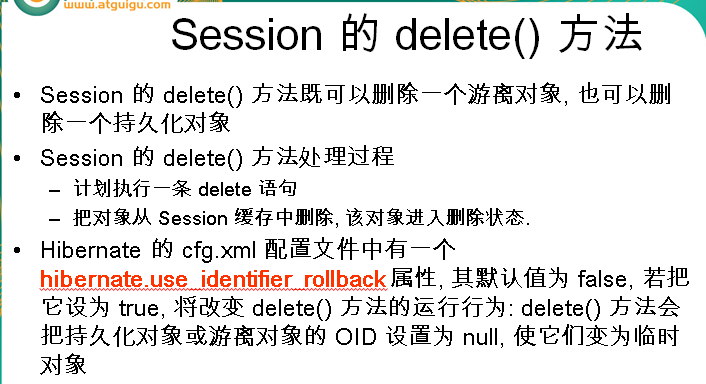 www.atguigu.com
Session 的 delete() 方法
• Session 的 delete() 方法既可以删除一个游离对象, 也可以删
除一个持久化对象
• Session 的 delete() 方法处理过程
– 计划执行一条 delete 语句
– 把对象从 Session 缓存中删除, 该对象进入删除状态.
• Hibernate 的 cfg.xml 配置文件中有一个
hibernate.use_identifier_rollback 属性, 其默认值为 false, 若把
它设为 true, 将改变 delete() 方法的运行行为: delete() 方法会
把持久化对象或游离对象的 OID 设置为 null, 使它们变为临时
对象